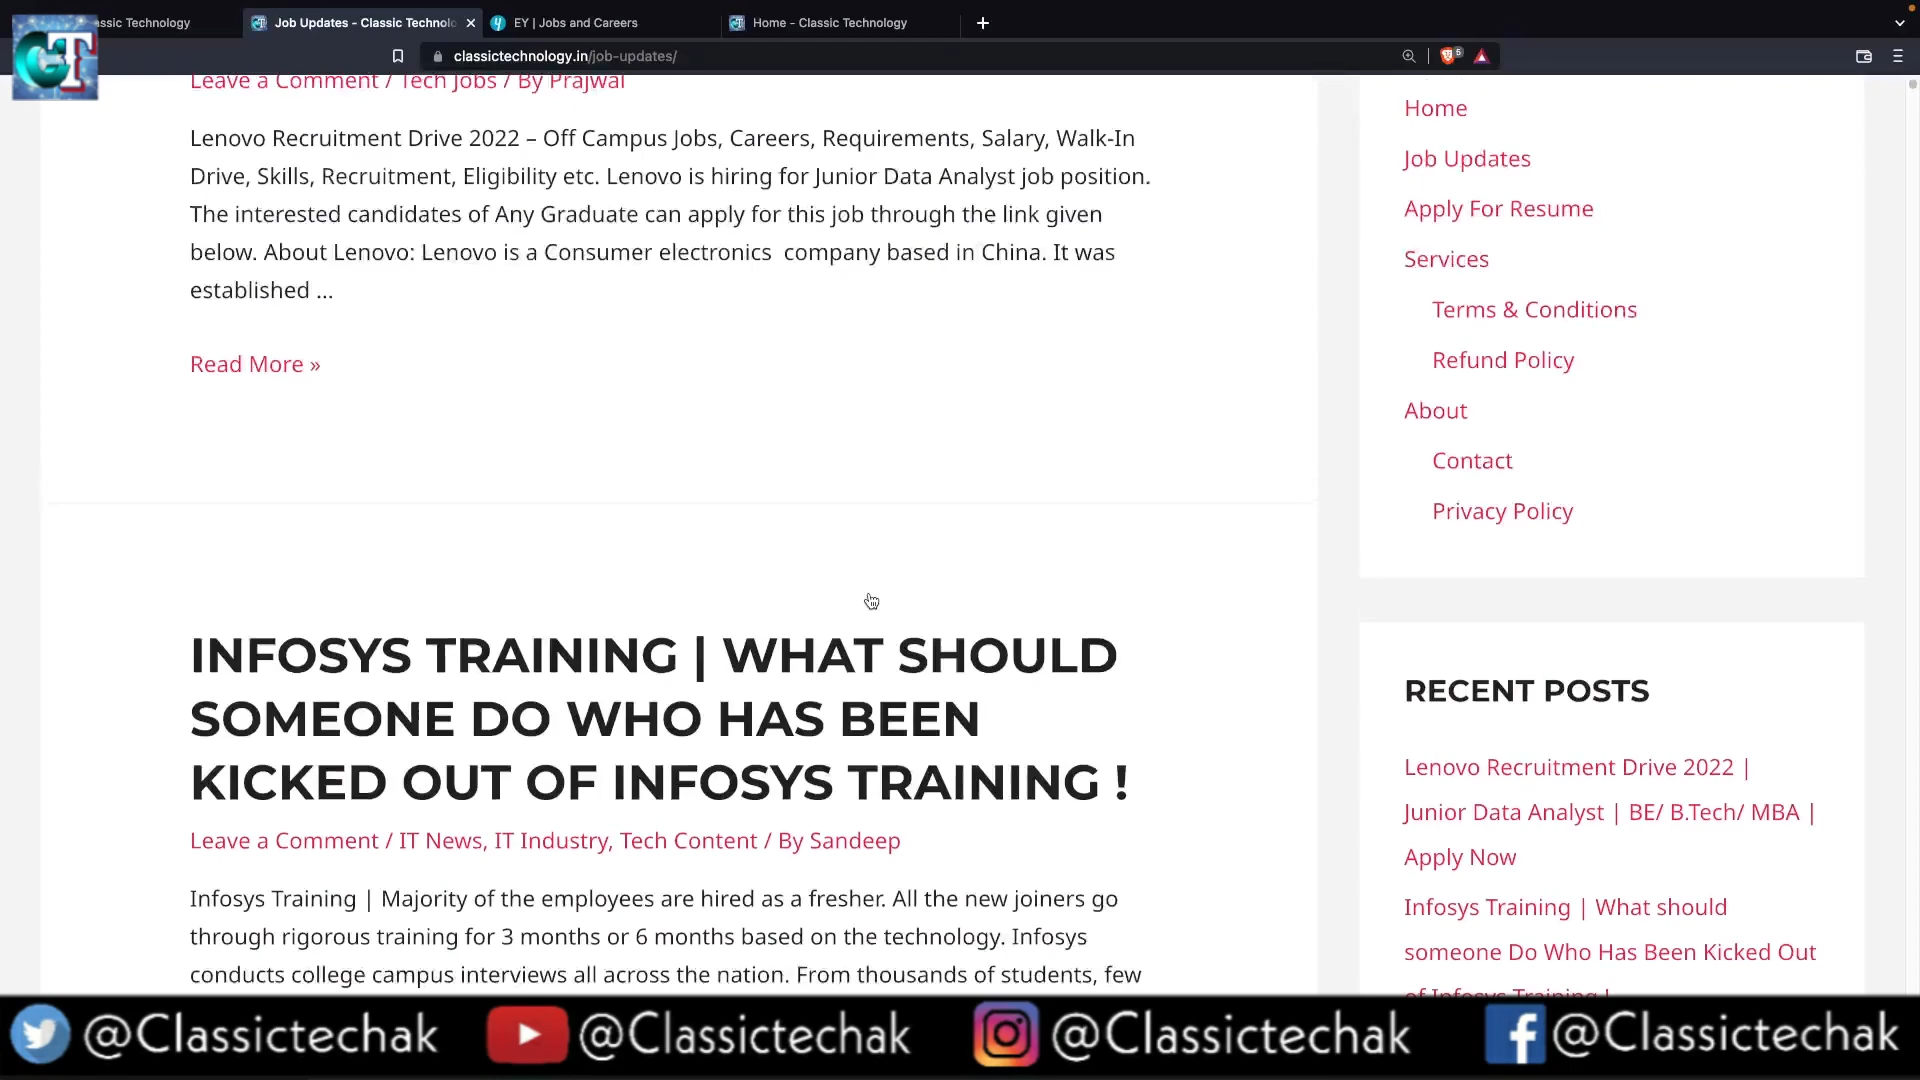 assic Technology
Job Updates - Classic Technolo
EY | Jobs and Careers
Home - Classic Technology
CT
classictechnology.in/job-updates/
5
Leave a Comment / Tech Jobs / By Prajwal
Lenovo Recruitment Drive 2022 – Off Campus Jobs, Careers, Requirements, Salary, Walk-In
Drive, Skills, Recruitment, Eligibility etc. Lenovo is hiring for Junior Data Analyst job position.
The interested candidates of Any Graduate can apply for this job through the link given
below. About Lenovo: Lenovo is a Consumer electronics company based in China. It was
established ...
Read More »
INFOSYS TRAINING | WHAT SHOULD
SOMEONE DO WHO HAS BEEN
KICKED OUT OF INFOSYS TRAINING !
Leave a Comment / IT News, IT Industry, Tech Content / By Sandeep
Infosys Training | Majority of the employees are hired as a fresher. All the new joiners go
through rigorous training for 3 months or 6 months based on the technology. Infosys
conducts college campus interviews all across the nation. From thousands of students, few
Home
Job Updates
Apply For Resume
Services
Terms & Conditions
Refund Policy
About
Contact
Privacy Policy
RECENT POSTS
Lenovo Recruitment Drive 2022 |
Junior Data Analyst | BE/ B.Tech/ MBA |
Apply Now
Infosys Training | What should
someone Do Who Has Been Kicked Out
of Infosys Training !
@Classictechak
@Classictechak
@Classictechak
@Classictechak